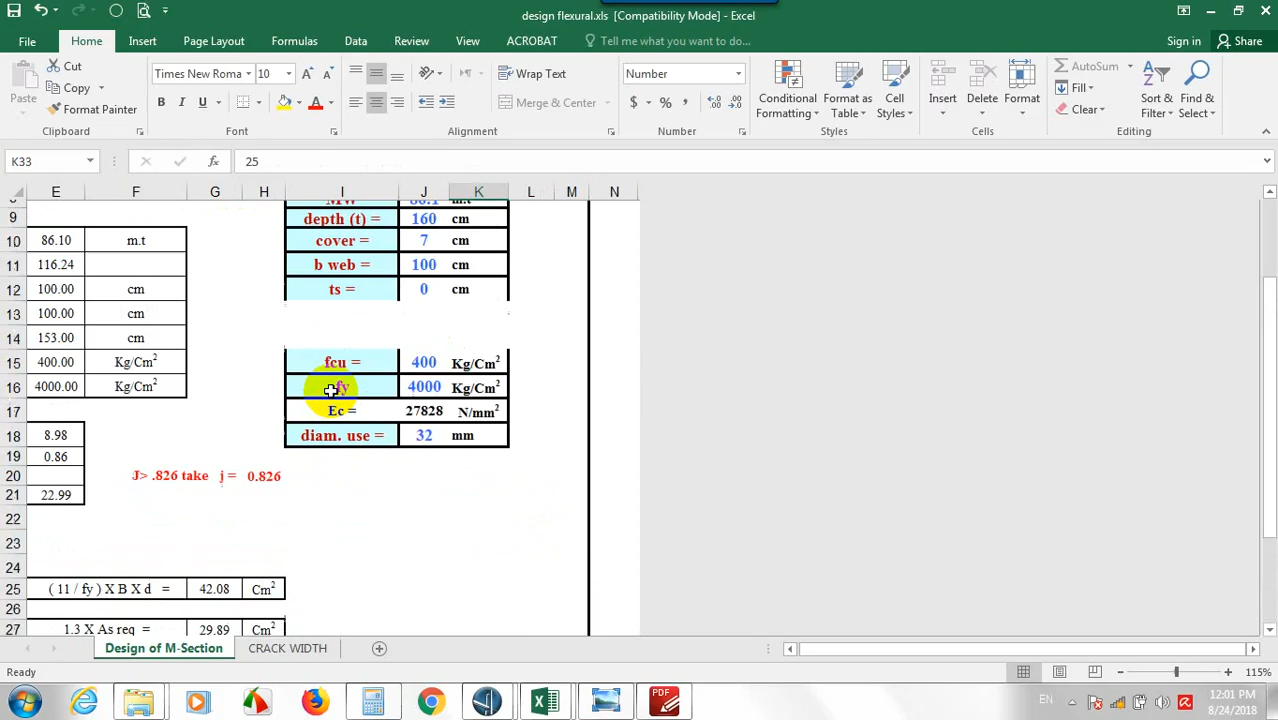 design flexural.xls [Compatibility Mode] - Excel
File Home Insert Page Layout Formulas Data Review View ACROBAT Tell me what you want to do... Sign in Share
Paste
Cut
Copy
Format Painter
Clipboard
Times New Roma 10
B I U
Font
Wrap Text
Merge & Center
Alignment
Number
$ % ,
Number
Conditional Formatting
Format as Table
Cell Styles
Styles
Insert Delete Format
Cells
AutoSum
Fill
Clear
Sort & Filter
Find & Select
Editing
K33 fx 25
E F G H I J K L M N
9 depth (t) = 160 cm
10 86.10 m.t cover = 7 cm
11 116.24 b web = 100 cm
12 100.00 cm ts = 0 cm
13 100.00 cm
14 153.00 cm
15 400.00 Kg/Cm² fcu = 400 Kg/Cm²
16 4000.00 Kg/Cm² fy 4000 Kg/Cm²
17 Ec = 27828 N/mm²
18 8.98 diam. use = 32 mm
19 0.86
20 J> .826 take j = 0.826
21 22.99
22
23
24
25 ( 11 / fy ) X B X d = 42.08 Cm²
26
27 1.3 X As req = 29.89 Cm²
Design of M-Section CRACK WIDTH
Ready 115%
PDF
EN
12:01 PM
8/24/2018